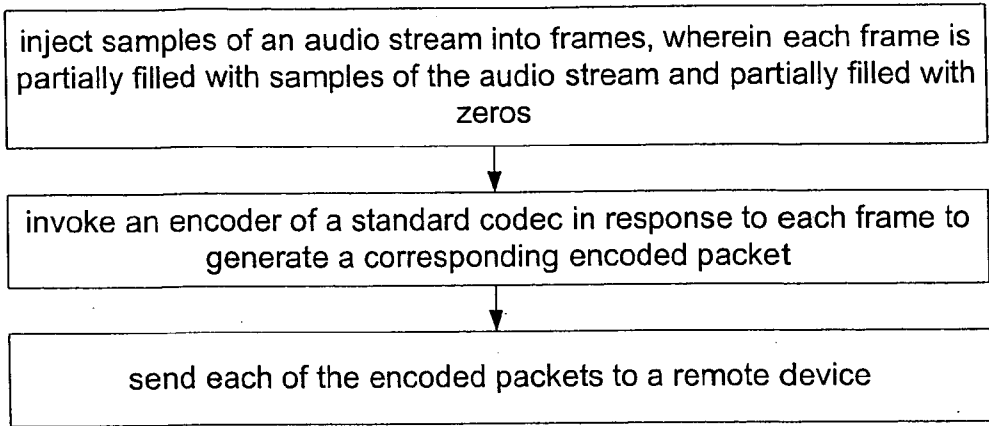 inject samples of an audio stream into frames, wherein each frame is
partially filled with samples of the audio stream and partially filled with
zeros
invoke an encoder of a standard codec in response to each frame to
generate a corresponding encoded packet
send each of the encoded packets to a remote device